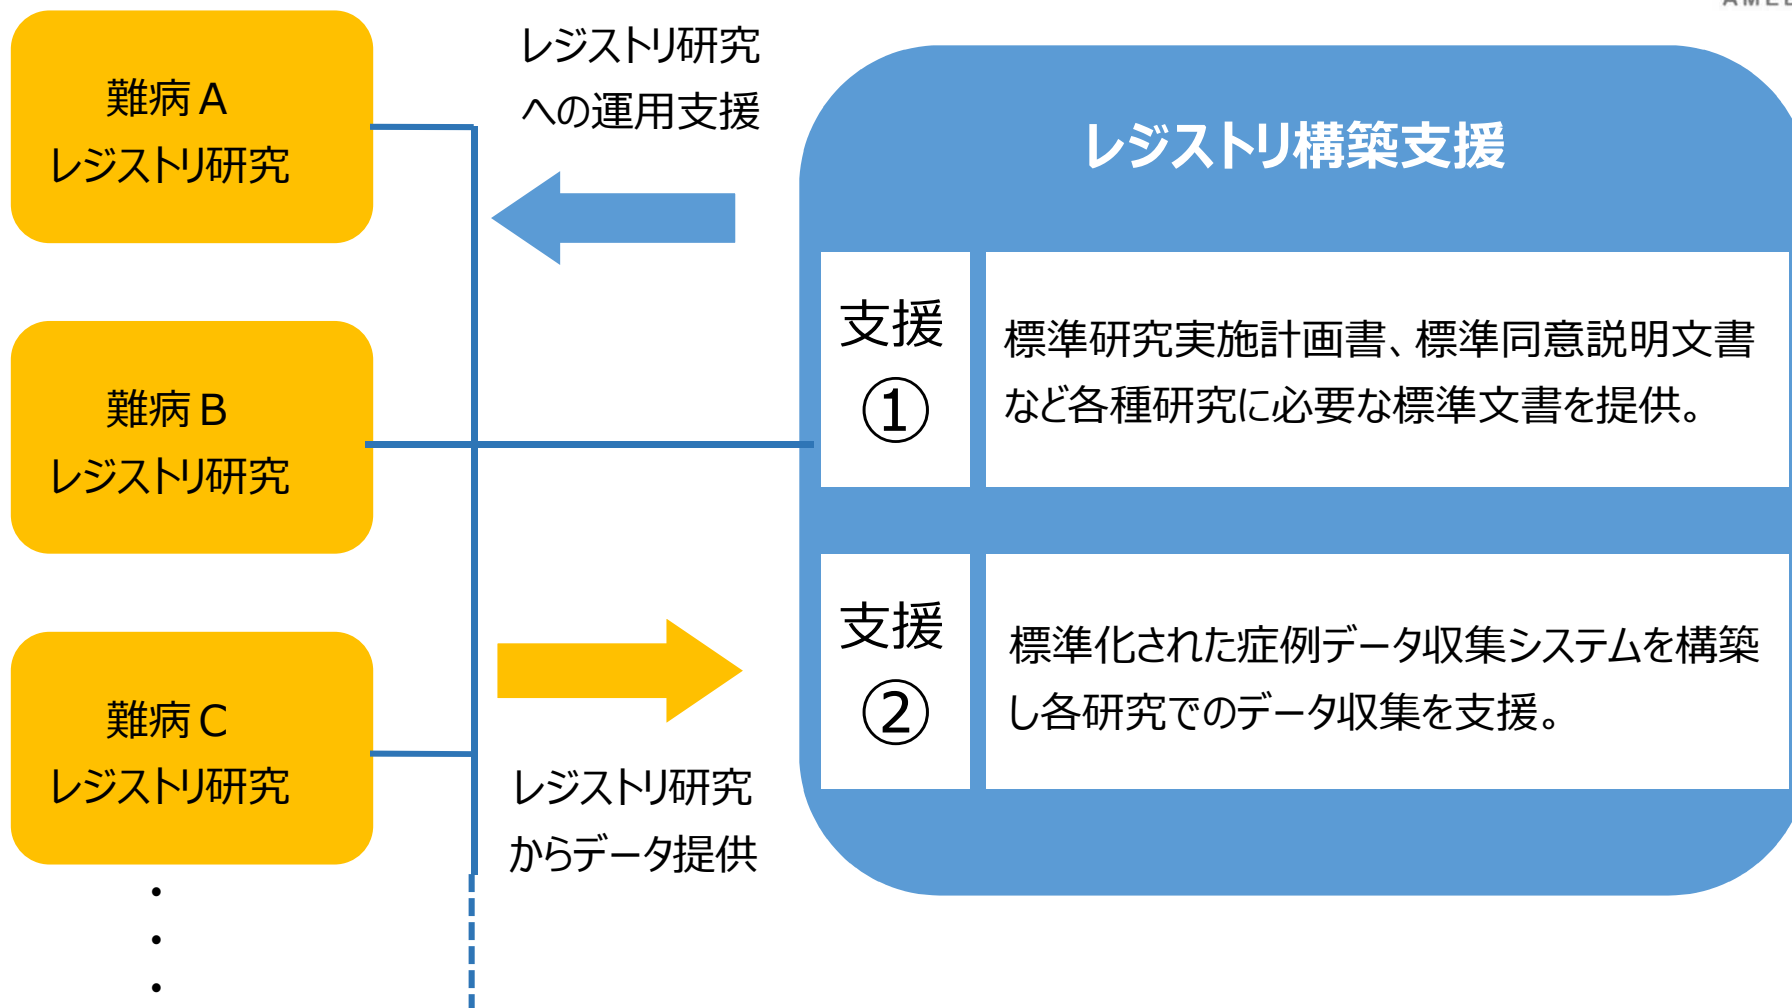 難病A
レジストリ研究
レジストリ研究
への運用支援
難病B
レジストリ研究
難病C
レジストリ研究
・
・
・
レジストリ研究
からデータ提供
レジストリ構築支援
支援
①
標準研究実施計画書、標準同意説明文書
など各種研究に必要な標準文書を提供。
支援
②
標準化された症例データ収集システムを構築
し各研究でのデータ収集を支援。